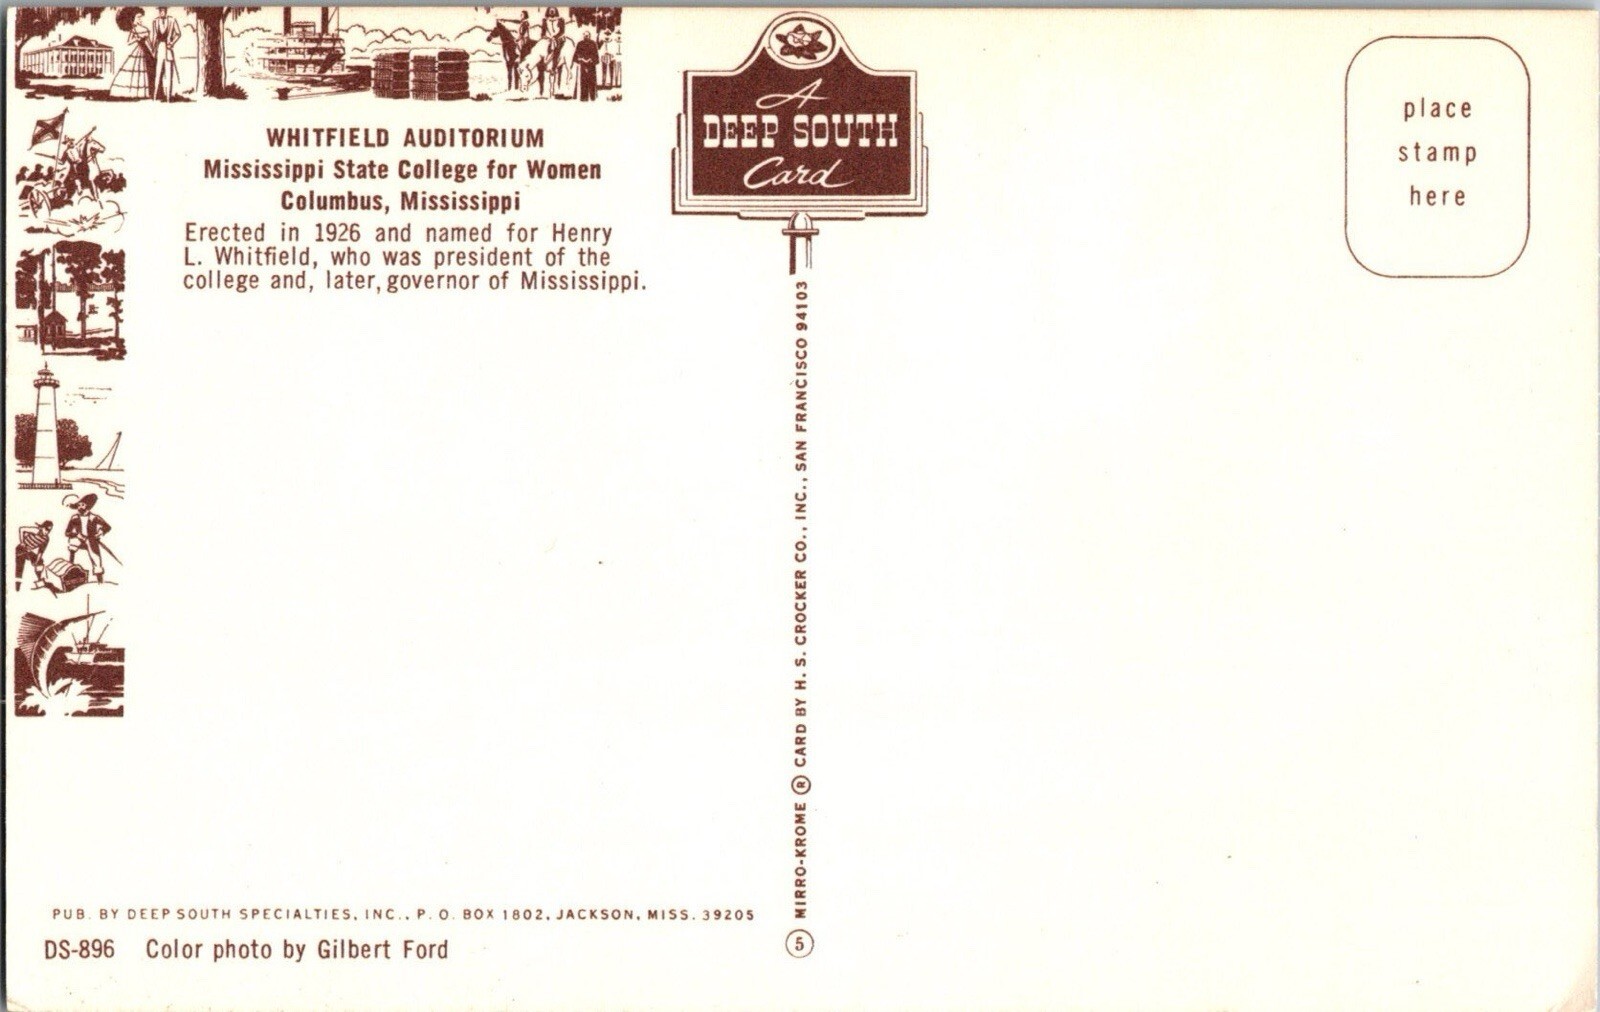 WHITFIELD AUDITORIUM
Mississippi State College for Women
Columbus, Mississippi
Erected in 1926 and named for Henry
L. Whitfield, who was president of the
college and, later, governor of Mississippi.
A
DEEP SOUTH
Card
place
stamp
here
MIRRO-KROME ® CARD BY H. S. CROCKER CO., INC., SAN FRANCISCO 94103
PUB. BY DEEP SOUTH SPECIALTIES, INC., P. O. BOX 1802, JACKSON, MISS. 39205
DS-896 Color photo by Gilbert Ford
5